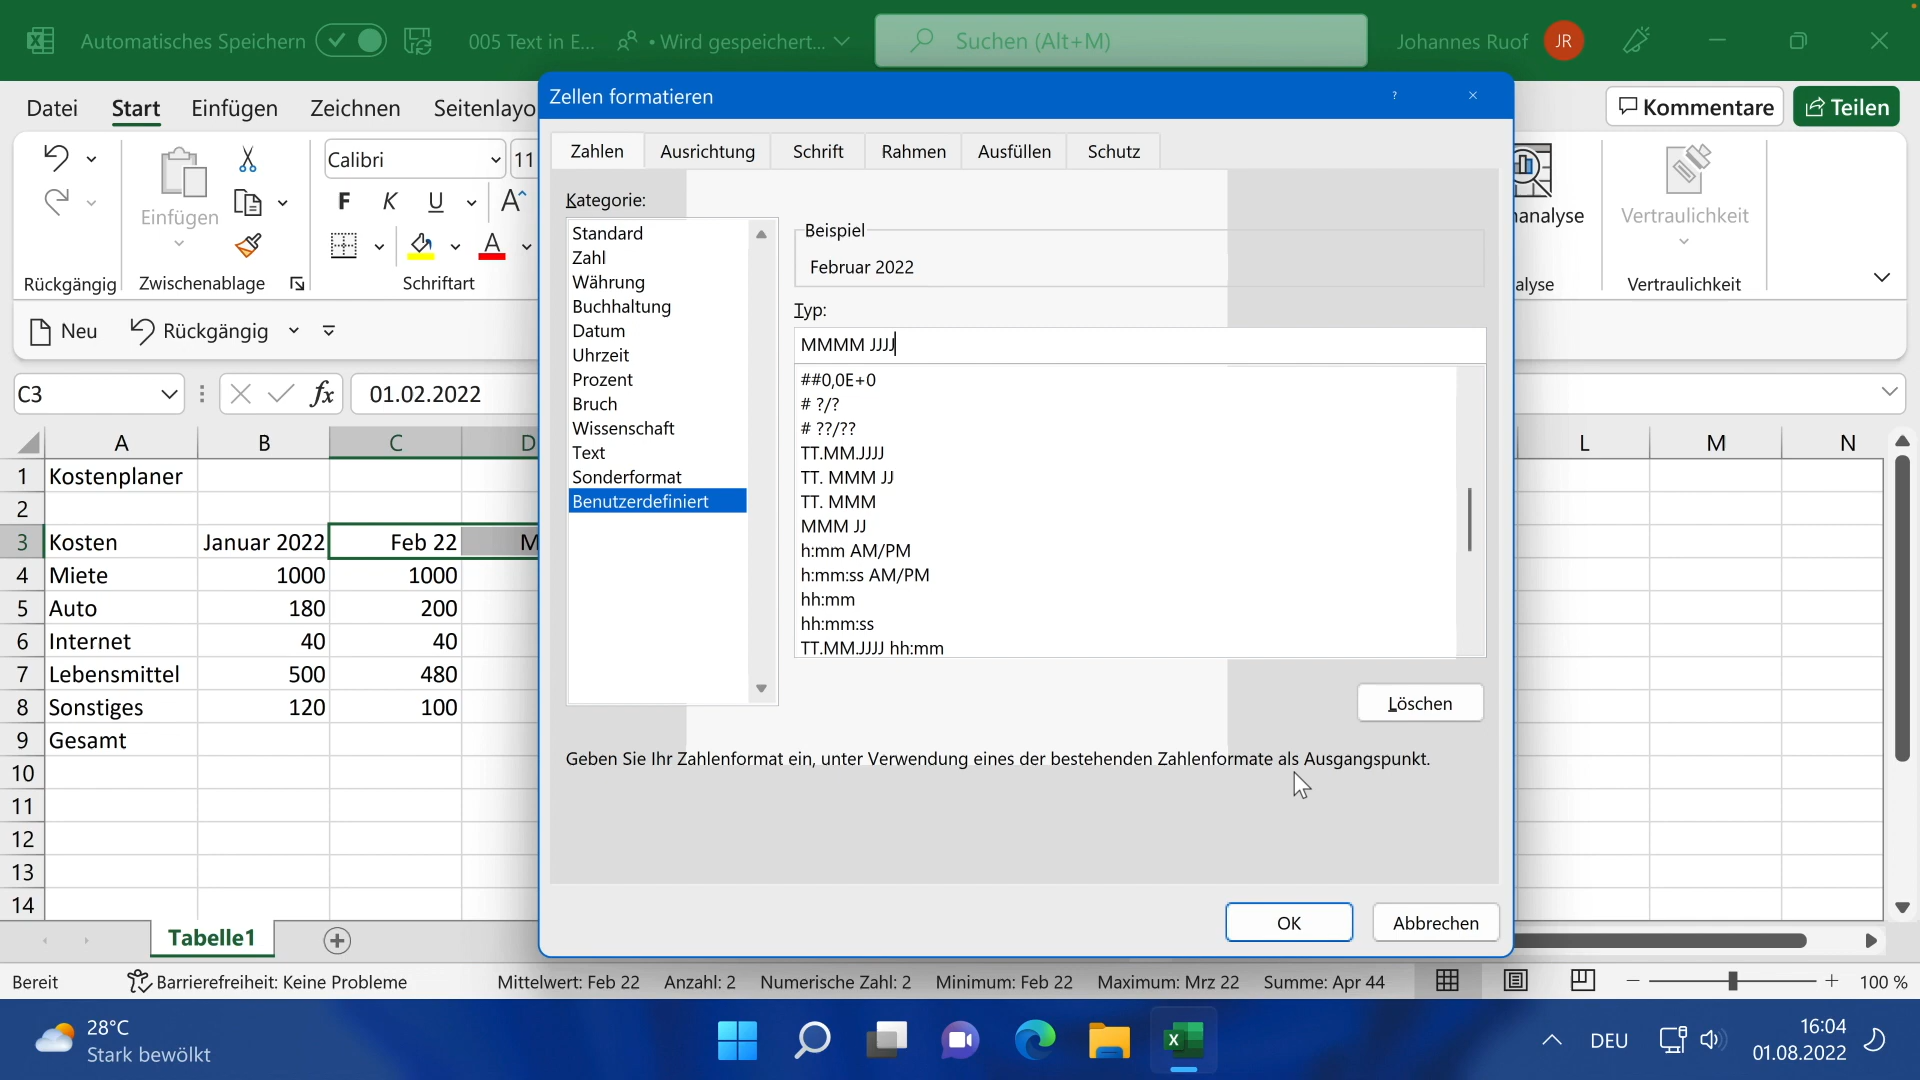 Automatisches Speichern
005 Text in E...
• Wird gespeichert...
Suchen (Alt+M)
Johannes Ruof
JR
Datei
Start
Einfügen
Zeichnen
Seitenlayo
Kommentare
Teilen
Einfügen
Rückgängig
Zwischenablage
Calibri
11
F
K
U
A
A
Schriftart
nanalyse
alyse
Vertraulichkeit
Vertraulichkeit
Neu
Rückgängig
C3
fx
01.02.2022
Zellen formatieren
?
Zahlen
Ausrichtung
Schrift
Rahmen
Ausfüllen
Schutz
Kategorie:
Standard
Zahl
Währung
Buchhaltung
Datum
Uhrzeit
Prozent
Bruch
Wissenschaft
Text
Sonderformat
Benutzerdefiniert
Beispiel
Februar 2022
Typ:
MMMM JJJJ
##0,0E+0
# ?/?
# ??/??
TT.MM.JJJJ
TT. MMM JJ
TT. MMM
MMM JJ
h:mm AM/PM
h:mm:ss AM/PM
hh:mm
hh:mm:ss
TT.MM.JJJJ hh:mm
Löschen
Geben Sie Ihr Zahlenformat ein, unter Verwendung eines der bestehenden Zahlenformate als Ausgangspunkt.
OK
Abbrechen
A B C D L M N
1 Kostenplaner
2
3 Kosten Januar 2022 Feb 22 M
4 Miete 1000 1000
5 Auto 180 200
6 Internet 40 40
7 Lebensmittel 500 480
8 Sonstiges 120 100
9 Gesamt
10
11
12
13
14
Tabelle1
Bereit
Barrierefreiheit: Keine Probleme
Mittelwert: Feb 22 Anzahl: 2 Numerische Zahl: 2 Minimum: Feb 22 Maximum: Mrz 22 Summe: Apr 44
100 %
28°C
Stark bewölkt
DEU
16:04
01.08.2022